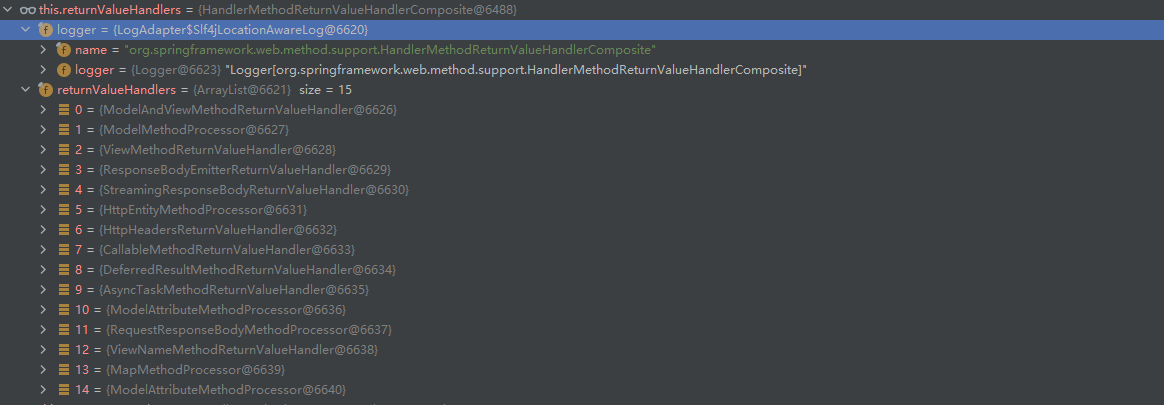 this.returnValueHandlers = {HandlerMethodReturnValueHandlerComposite@6488}
logger = {LogAdapter$Slf4jLocationAwareLog@6620}
name = "org.springframework.web.method.support.HandlerMethodReturnValueHandlerComposite"
logger = {Logger@6623} "Logger[org.springframework.web.method.support.HandlerMethodReturnValueHandlerComposite]"
returnValueHandlers = {ArrayList@6621} size = 15
0 = {ModelAndViewMethodReturnValueHandler@6626}
1 = {ModelMethodProcessor@6627}
2 = {ViewMethodReturnValueHandler@6628}
3 = {ResponseBodyEmitterReturnValueHandler@6629}
4 = {StreamingResponseBodyReturnValueHandler@6630}
5 = {HttpEntityMethodProcessor@6631}
6 = {HttpHeadersReturnValueHandler@6632}
7 = {CallableMethodReturnValueHandler@6633}
8 = {DeferredResultMethodReturnValueHandler@6634}
9 = {AsyncTaskMethodReturnValueHandler@6635}
10 = {ModelAttributeMethodProcessor@6636}
11 = {RequestResponseBodyMethodProcessor@6637}
12 = {ViewNameMethodReturnValueHandler@6638}
13 = {MapMethodProcessor@6639}
14 = {ModelAttributeMethodProcessor@6640}